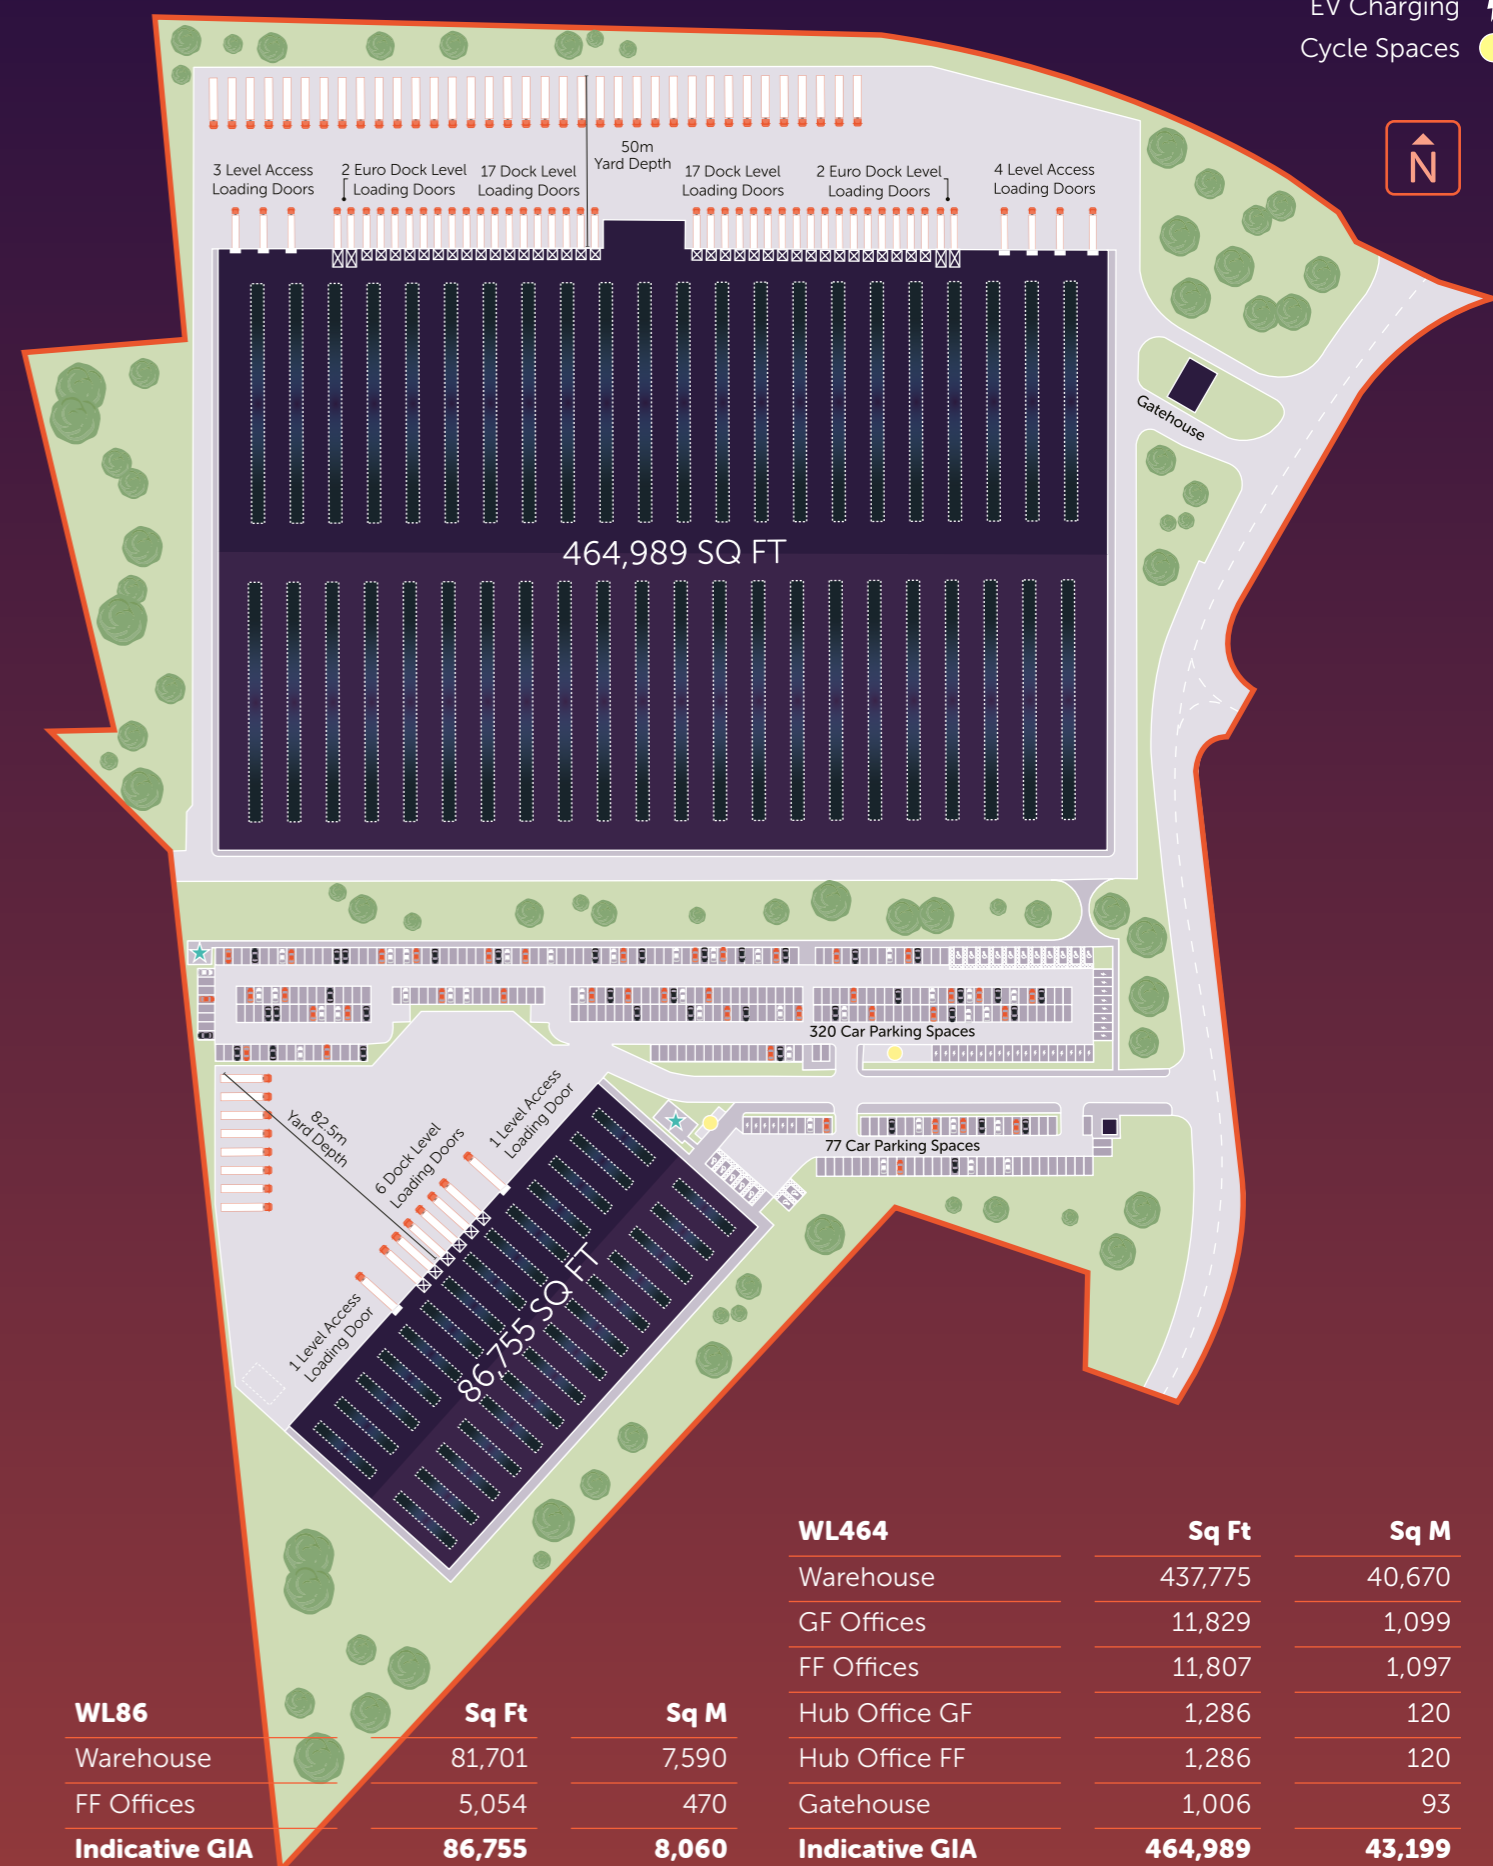 EV Charging
Cycle Spaces
N
50m
Yard Depth
3 Level Access
Loading Doors
2 Euro Dock Level
Loading Doors
17 Dock Level
Loading Doors
17 Dock Level
Loading Doors
2 Euro Dock Level
Loading Doors
4 Level Access
Loading Doors
Gatehouse
464,989 SQ FT
320 Car Parking Spaces
82.5m
Yard Depth
6 Dock Level
Loading Doors
1 Level Access
Loading Door
77 Car Parking Spaces
1 Level Access
Loading Door
86,755 SQ FT
WL464 Sq Ft Sq M
Warehouse 437,775 40,670
GF Offices 11,829 1,099
FF Offices 11,807 1,097
Hub Office GF 1,286 120
Hub Office FF 1,286 120
Gatehouse 1,006 93
Indicative GIA 464,989 43,199
WL86 Sq Ft Sq M
Warehouse 81,701 7,590
FF Offices 5,054 470
Indicative GIA 86,755 8,060